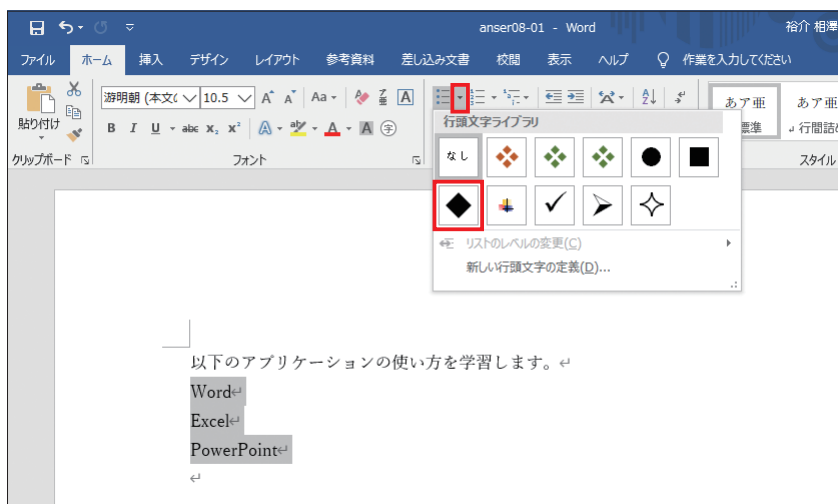 anser08-01 - Word
裕介 相澤
ファイル
ホーム
挿入
デザイン
レイアウト
参考資料
差し込み文書
校閲
表示
ヘルプ
作業を入力してください
貼り付け
游明朝 (本文の
10.5
A A Aa
A
B I U abc x₂ x²
A aby A A 字
クリップボード
フォント
スタイル
あア亜
標準
あア亜
行間詰め
行頭文字ライブラリ
なし
リストのレベルの変更(C)
新しい行頭文字の定義(D)...
以下のアプリケーションの使い方を学習します。
Word
Excel
PowerPoint